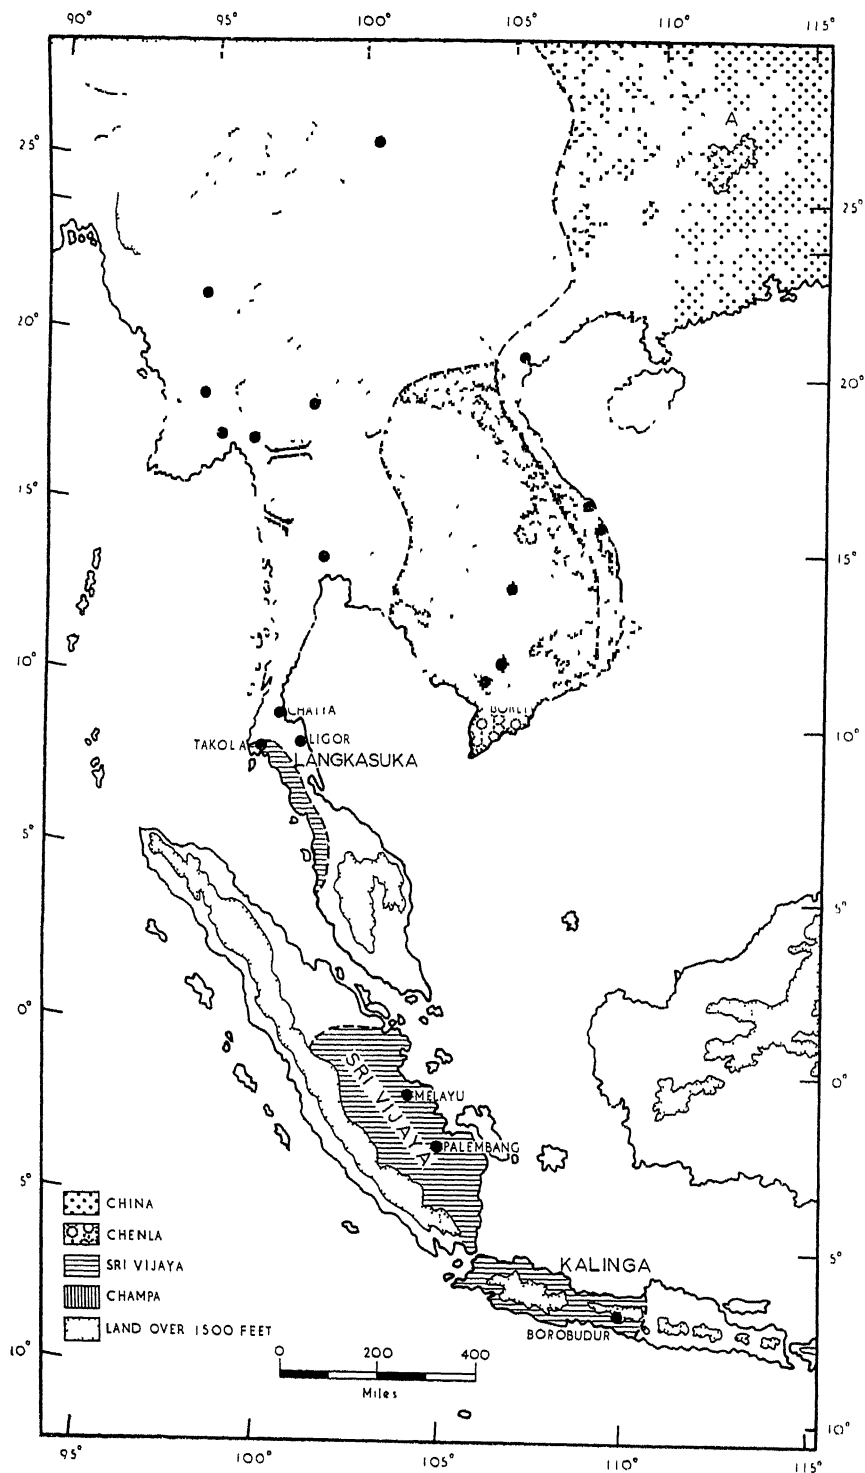 90° 95° 100° 105° 110° 115°
A
25°
25°
20°
20°
15°
15°
10°
CHAIYA
TAKOLA
LIGOR
10°
LANGKASUKA
5°
5°
0°
SRI VIJAYA
MELAYU
0°
PALEMBANG
5°
CHINA
CHENLA
SRI VIJAYA
KALINGA
5°
CHAMPA
LAND OVER 1500 FEET
BOROBUDUR
10°
0 200 400
Miles
10°
95° 100° 105° 110° 115°